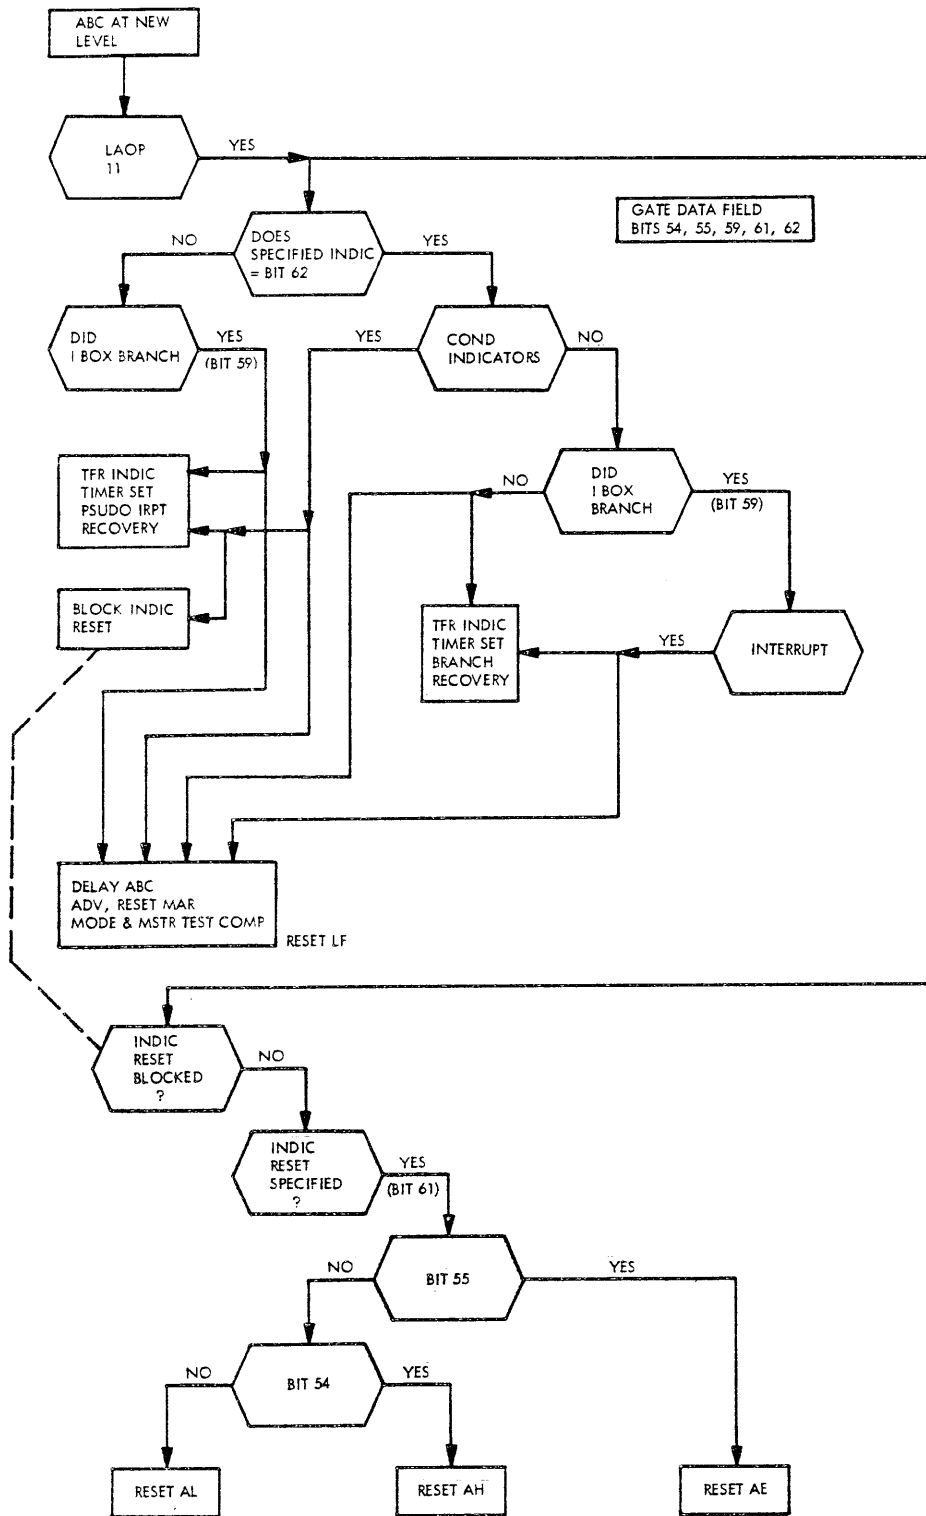 ABC AT NEW
LEVEL
LAOP
11
YES
GATE DATA FIELD
BITS 54, 55, 59, 61, 62
DOES
SPECIFIED INDIC
= BIT 62
NO
YES
DID
I BOX BRANCH
YES
(BIT 59)
YES
COND
INDICATORS
NO
TFR INDIC
TIMER SET
PSUDO IRPT
RECOVERY
NO
DID
I BOX
BRANCH
YES
(BIT 59)
BLOCK INDIC
RESET
TFR INDIC
TIMER SET
BRANCH
RECOVERY
YES
INTERRUPT
DELAY ABC
ADV, RESET MAR
MODE & MSTR TEST COMP
RESET LF
INDIC
RESET
BLOCKED
?
NO
INDIC
RESET
SPECIFIED
?
YES
(BIT 61)
NO
BIT 55
YES
NO
BIT 54
YES
RESET AL
RESET AH
RESET AE